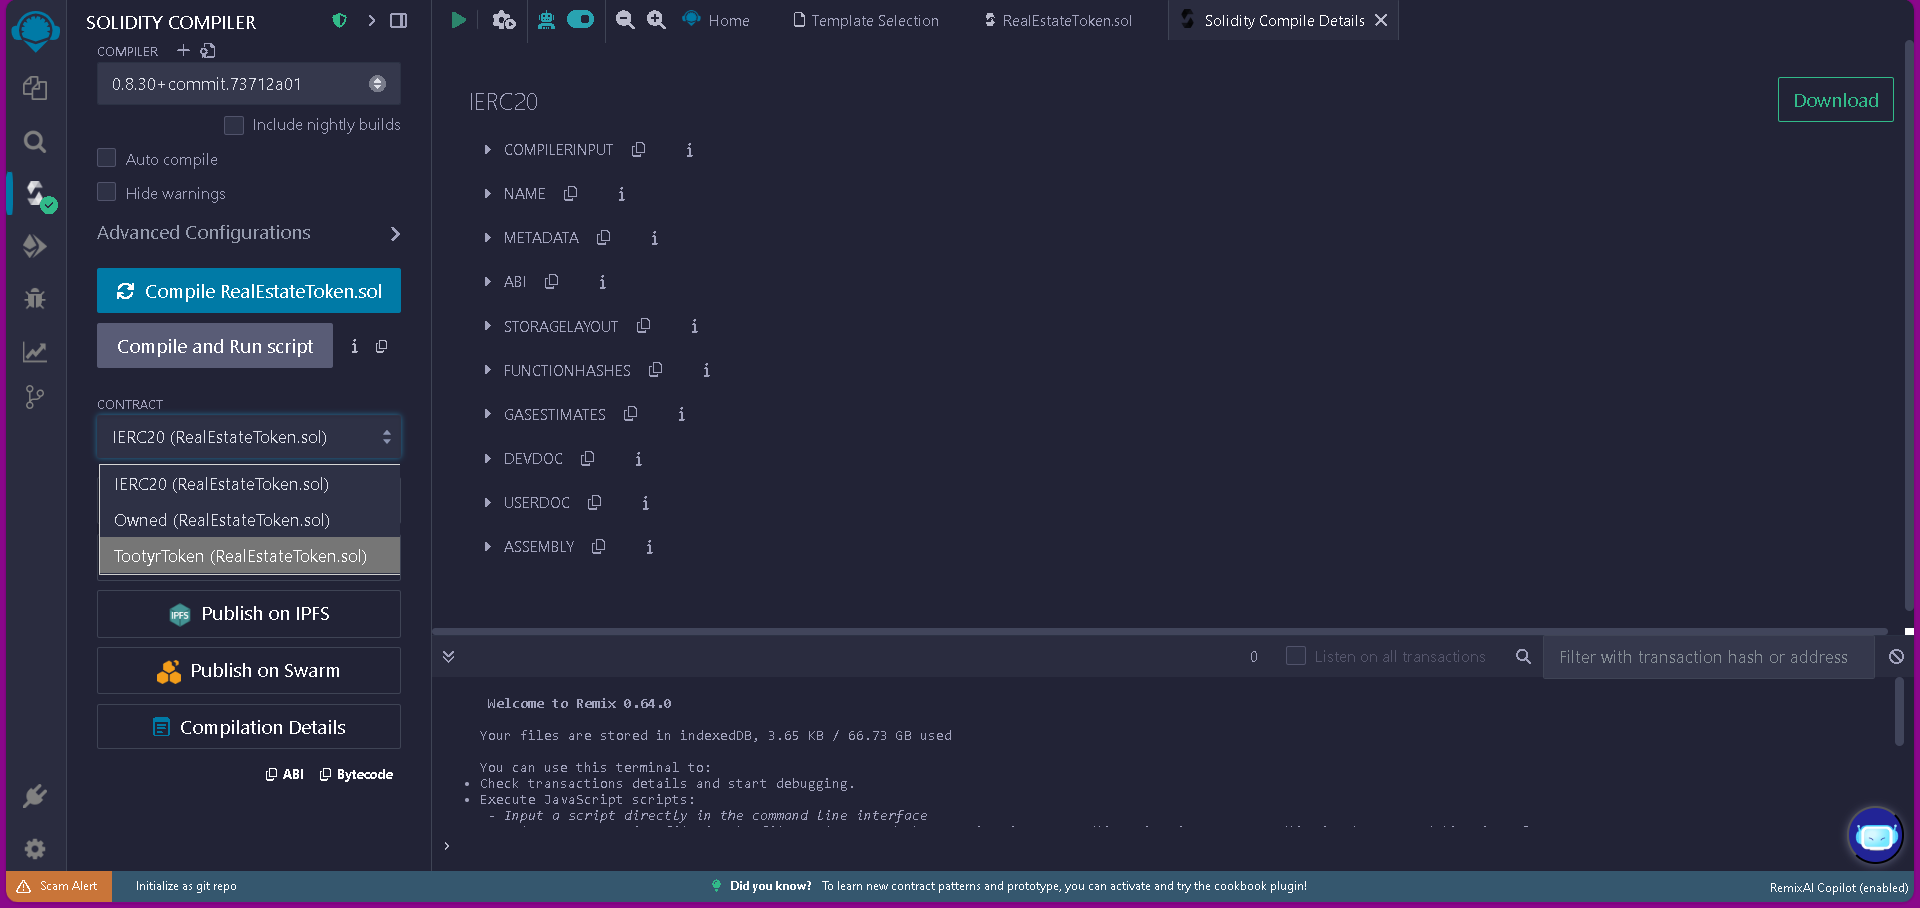 SOLIDITY COMPILER
COMPILER
0.8.30+commit.73712a01
Include nightly builds
Auto compile
Hide warnings
Advanced Configurations
Compile RealEstateToken.sol
Compile and Run script
CONTRACT
IERC20 (RealEstateToken.sol)
IERC20 (RealEstateToken.sol)
Owned (RealEstateToken.sol)
TootyrToken (RealEstateToken.sol)
IPFS Publish on IPFS
Publish on Swarm
Compilation Details
ABI Bytecode
Home Template Selection RealEstateToken.sol Solidity Compile Details
IERC20
Download
COMPILERINPUT
NAME
METADATA
ABI
STORAGELAYOUT
FUNCTIONHASHES
GASESTIMATES
DEVDOC
USERDOC
ASSEMBLY
0 Listen on all transactions Filter with transaction hash or address
Welcome to Remix 0.64.0
Your files are stored in indexedDB, 3.65 KB / 66.73 GB used
You can use this terminal to:
• Check transactions details and start debugging.
• Execute JavaScript scripts:
- Input a script directly in the command line interface
>
Scam Alert Initialize as git repo Did you know? To learn new contract patterns and prototype, you can activate and try the cookbook plugin! RemixAI Copilot (enabled)